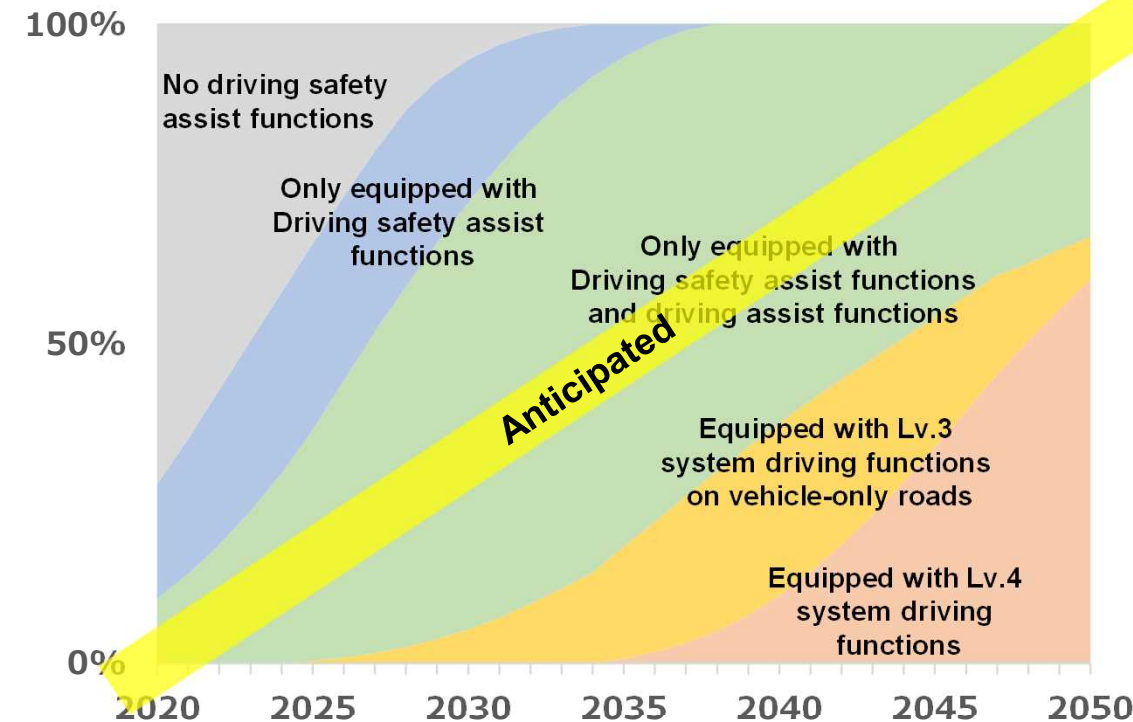 100%
No driving safety
assist functions
Only equipped with
Driving safety assist
functions
Only equipped with
Driving safety assist functions
and driving assist functions
50%
Anticipated
Equipped with Lv.3
system driving functions
on vehicle-only roads
Equipped with Lv.4
system driving
functions
0%
2020 2025 2030 2035 2040 2045 2050